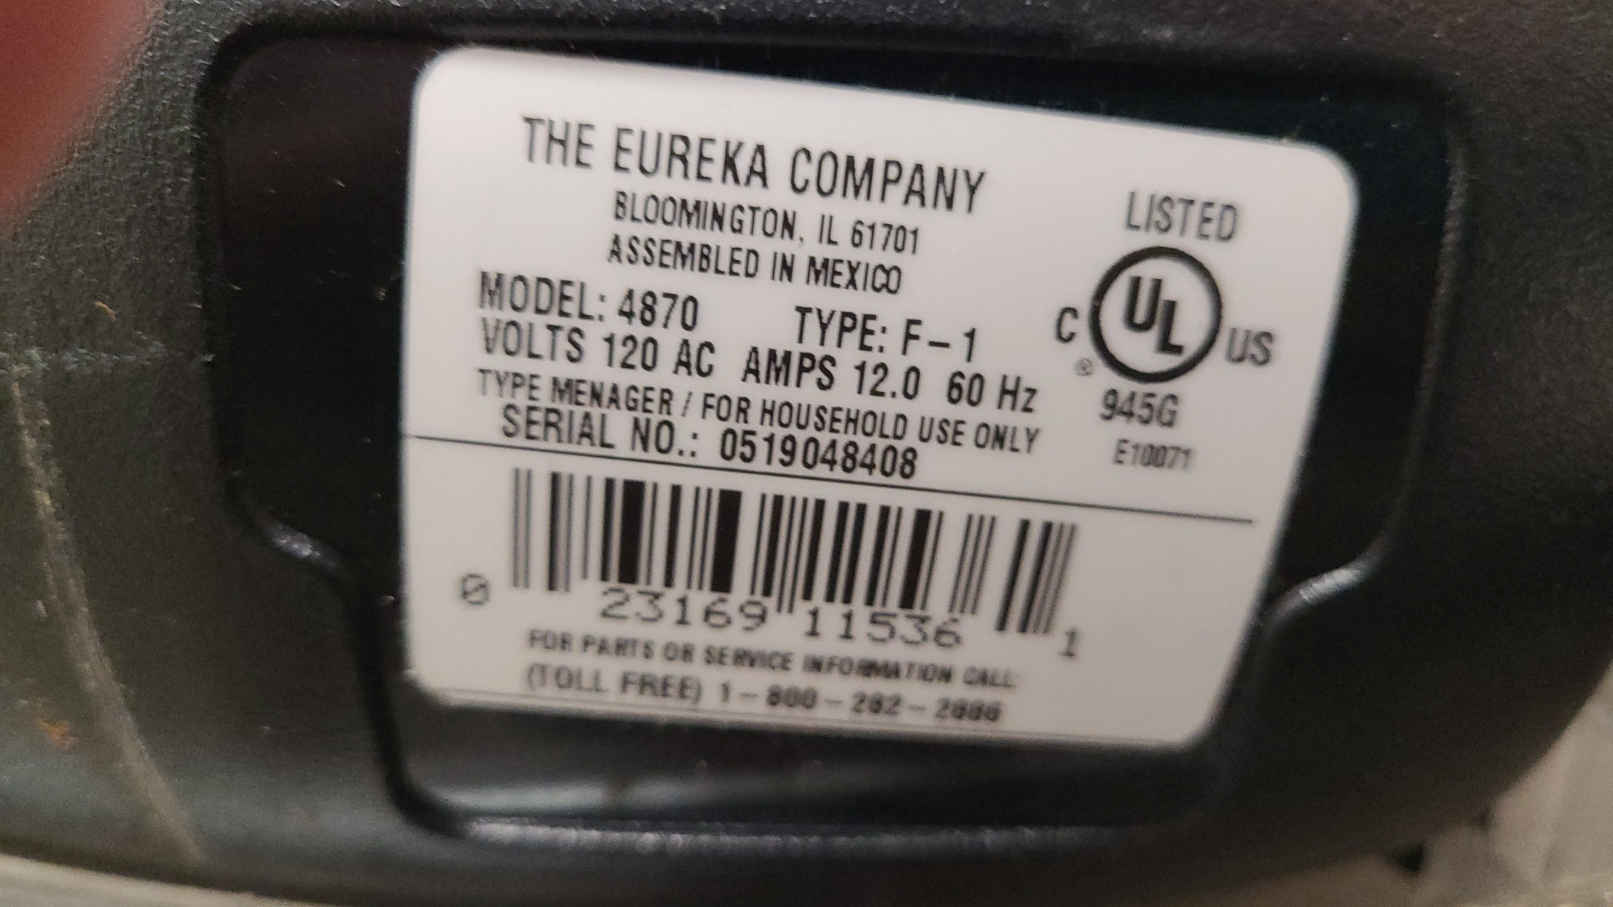 THE EUREKA COMPANY
BLOOMINGTON, IL 61701
ASSEMBLED IN MEXICO
MODEL: 4870 TYPE: F-1
VOLTS 120 AC AMPS 12.0 60 Hz
TYPE MENAGER / FOR HOUSEHOLD USE ONLY
SERIAL NO.: 0519048408
LISTED
C UL US
®
945G
E10071
0 23169 11536 1
FOR PARTS OR SERVICE INFORMATION CALL:
(TOLL FREE) 1-800-282-2886